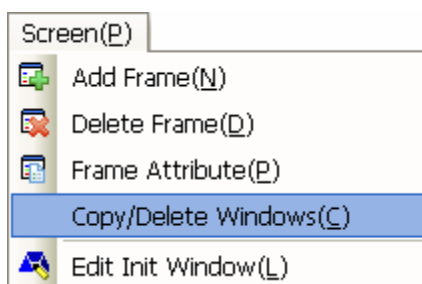 Screen(P)
Add Frame(N)
Delete Frame(D)
Frame Attribute(P)
Copy/Delete Windows(C)
Edit Init Window(L)